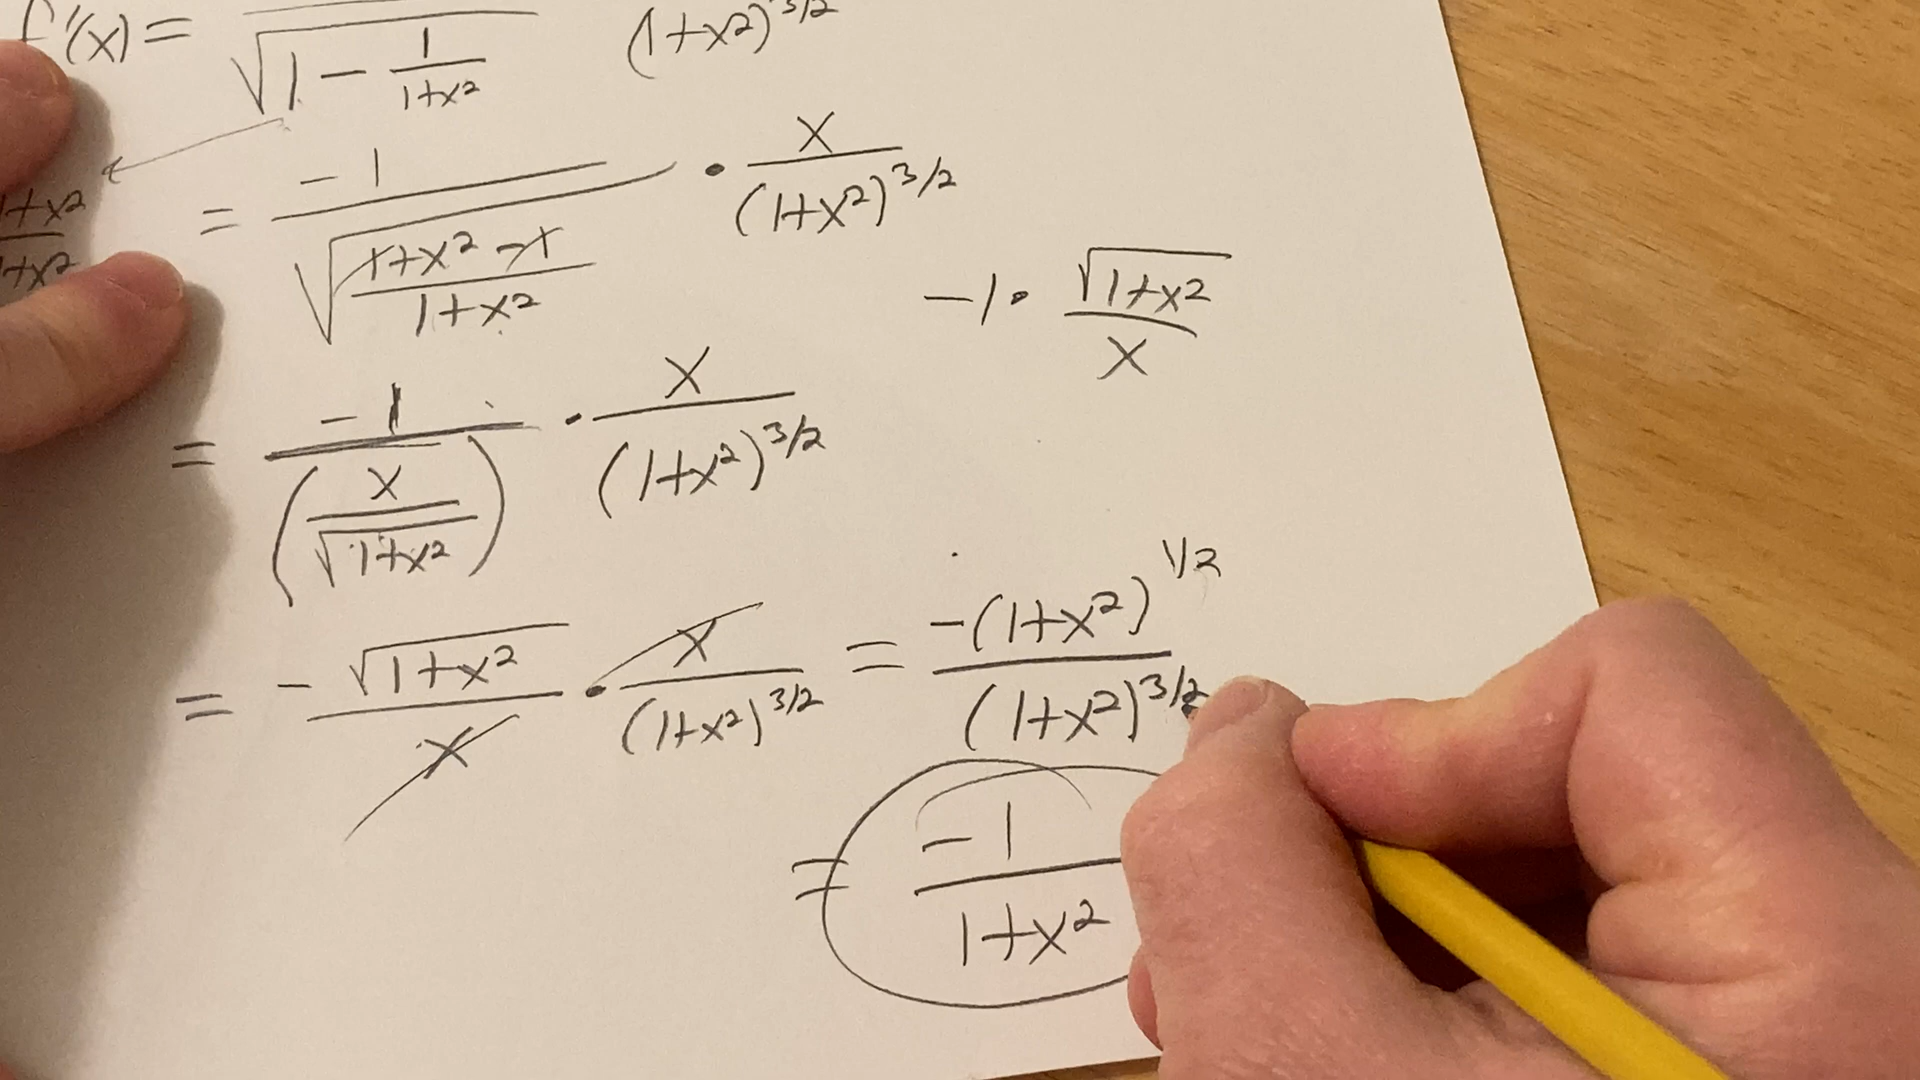 f'(x) = / √(1 - 1/(1+x²)) (1+x²)^3/2
1+x² / 1+x²
= -1/√((1+x²-1)/(1+x²)) · x/(1+x²)^3/2
-1 · √(1+x²)/x
= -1/(x/√(1+x²)) · x/(1+x²)^3/2
= - √(1+x²)/x · x/(1+x²)^3/2 = -(1+x²)^1/2/(1+x²)^3/2
= -1/(1+x²)